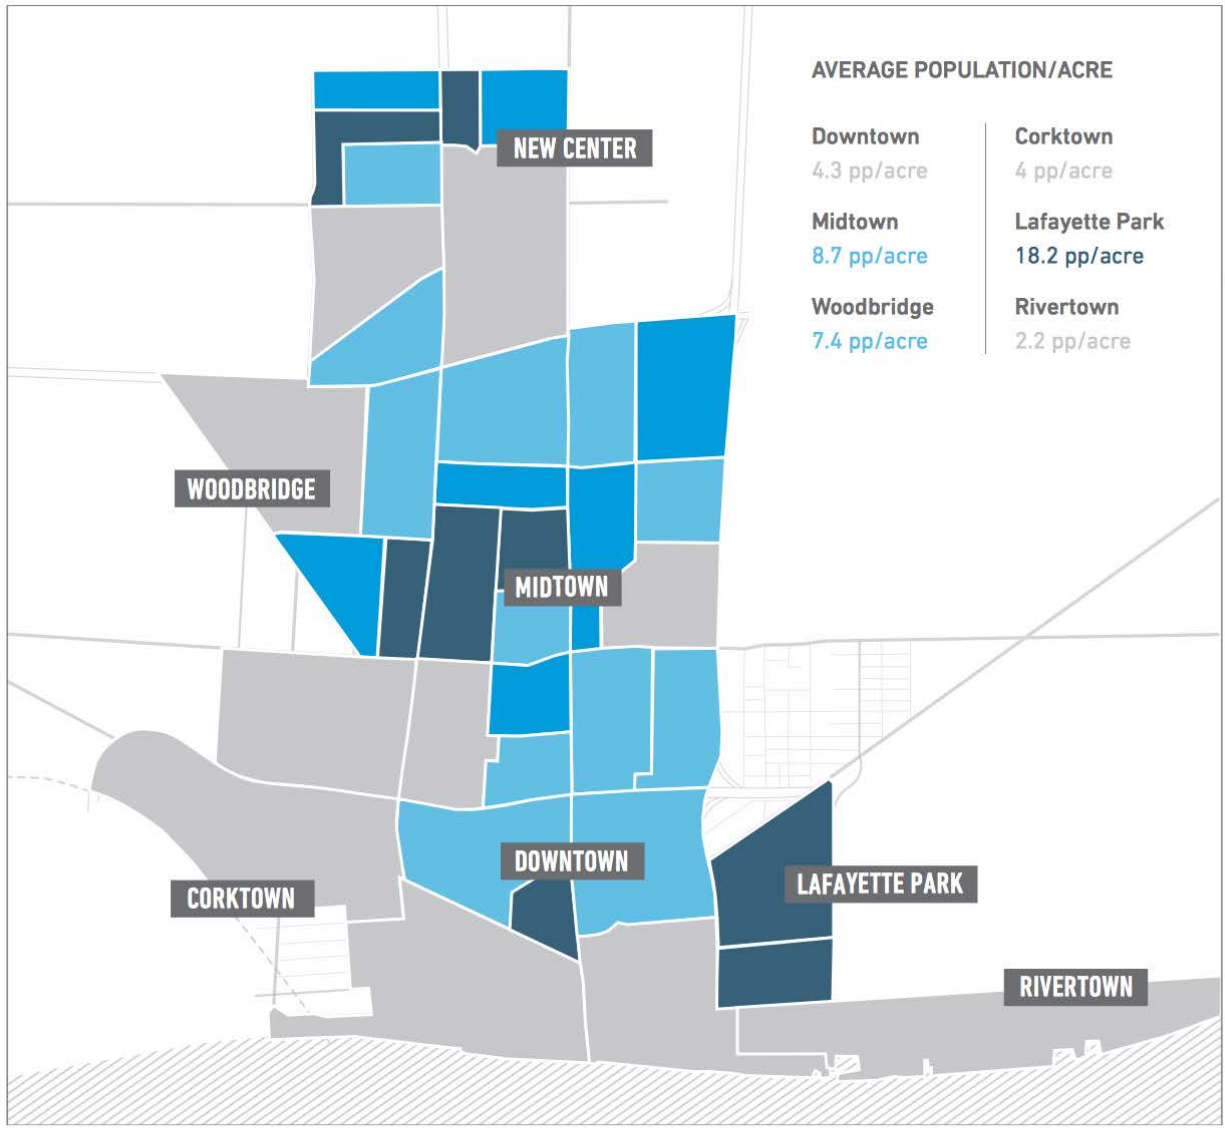 AVERAGE POPULATION/ACRE
Downtown
4.3 pp/acre
Midtown
8.7 pp/acre
Woodbridge
7.4 pp/acre
Corktown
4 pp/acre
Lafayette Park
18.2 pp/acre
Rivertown
2.2 pp/acre
NEW CENTER
WOODBRIDGE
MIDTOWN
DOWNTOWN
CORKTOWN
LAFAYETTE PARK
RIVERTOWN